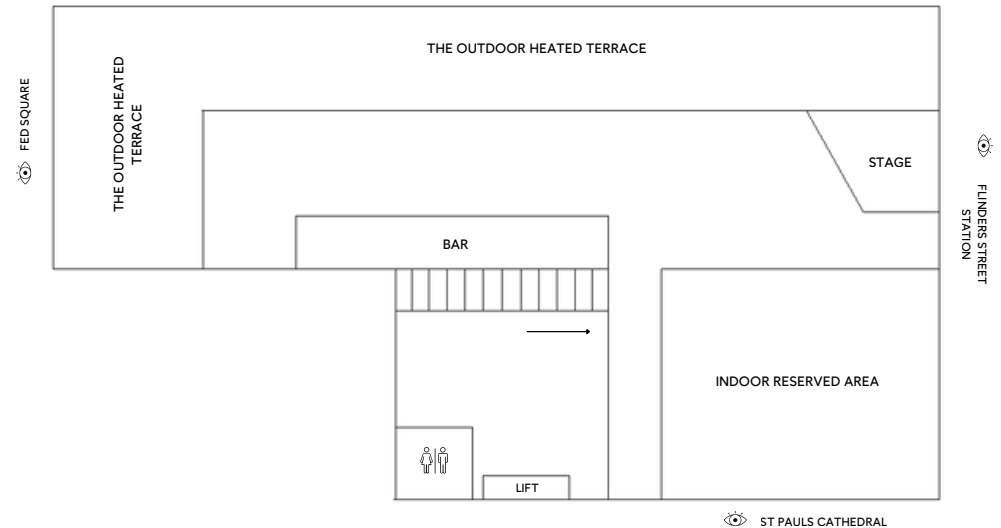 THE OUTDOOR HEATED TERRACE
THE OUTDOOR HEATED
TERRACE
FED SQUARE
STAGE
FLINDERS STREET
STATION
BAR
INDOOR RESERVED AREA
LIFT
ST PAULS CATHEDRAL